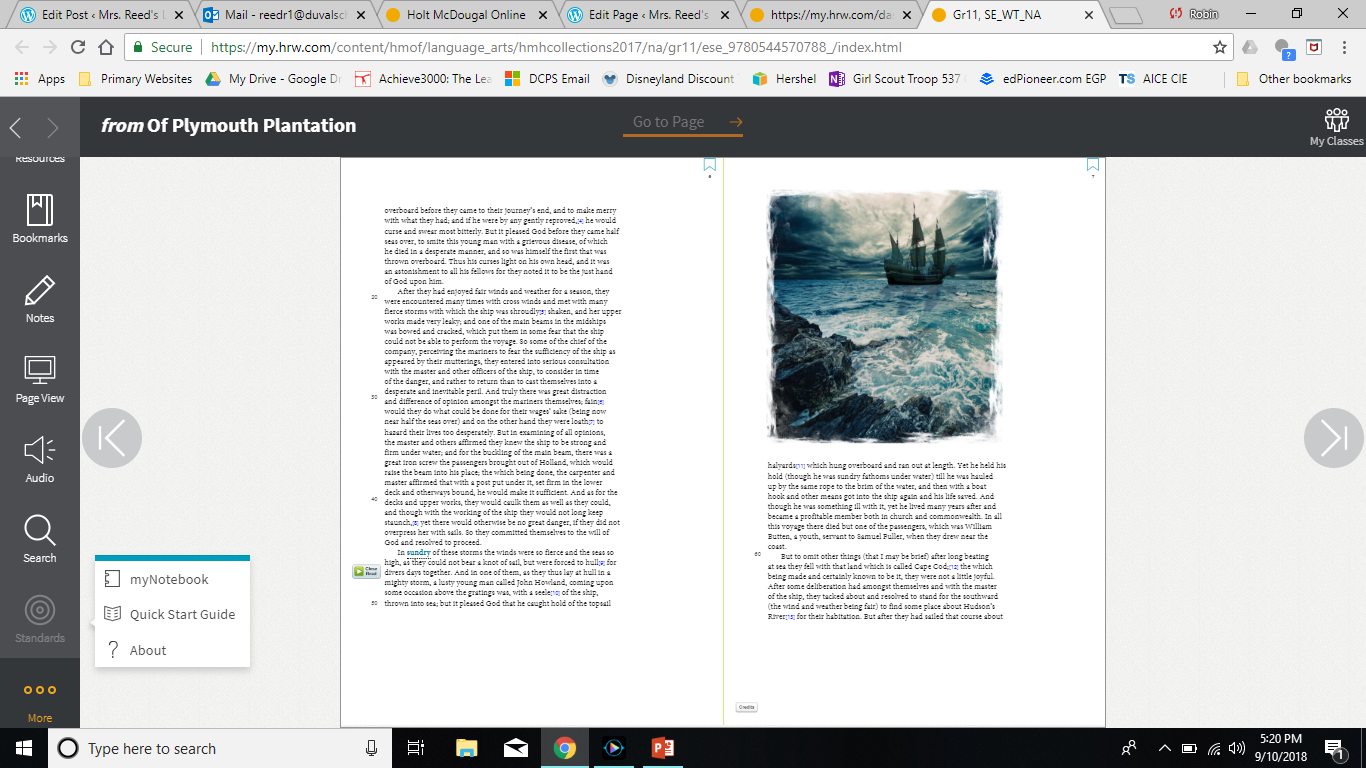 Edit Post ‹ Mrs. Reed's L
Mail - reedr1@duvalsch
Holt McDougal Online
Edit Page ‹ Mrs. Reed's
https://my.hrw.com/da
Gr11, SE_WT_NA
Robin
Secure
https://my.hrw.com/content/hmof/language_arts/hmhcollections2017/na/gr11/ese_9780544570788_/index.html
Apps
Primary Websites
My Drive - Google Dr
Achieve3000: The Lea
DCPS Email
Disneyland Discount
Hershel
Girl Scout Troop 537
edPioneer.com EGP
AICE CIE
Other bookmarks
from Of Plymouth Plantation
Go to Page
My Classes
Resources
Bookmarks
Notes
Page View
Audio
Search
Standards
More
myNotebook
Quick Start Guide
About
overboard before they came to their journey's end, and to make merry
with what they had; and if he were by any gently reproved,[4] he would
curse and swear most bitterly. But it pleased God before they came half
seas over, to smite this young man with a grievous disease, of which
he died in a desperate manner, and so was himself the first that was
thrown overboard. Thus his curses light on his own head, and it was
an astonishment to all his fellows for they noted it to be the just hand
of God upon him.
After they had enjoyed fair winds and weather for a season, they
20
were encountered many times with cross winds and met with many
fierce storms with which the ship was shroudly[5] shaken, and her upper
works made very leaky; and one of the main beams in the midships
was bowed and cracked, which put them in some fear that the ship
could not be able to perform the voyage. So some of the chief of the
company, perceiving the mariners to fear the sufficiency of the ship as
appeared by their mutterings, they entered into serious consultation
with the master and other officers of the ship, to consider in time
of the danger, and rather to return than to cast themselves into a
desperate and inevitable peril. And truly there was great distraction
30
and difference of opinion amongst the mariners themselves; fain[6]
would they do what could be done for their wages' sake (being now
near half the seas over) and on the other hand they were loath[7] to
hazard their lives too desperately. But in examining of all opinions,
the master and others affirmed they knew the ship to be strong and
firm under water; and for the buckling of the main beam, there was a
great iron screw the passengers brought out of Holland, which would
raise the beam into his place; the which being done, the carpenter and
master affirmed that with a post put under it, set firm in the lower
deck and otherways bound, he would make it sufficient. And as for the
40
decks and upper works, they would caulk them as well as they could,
and though with the working of the ship they would not long keep
staunch,[8] yet there would otherwise be no great danger, if they did not
overpress her with sails. So they committed themselves to the will of
God and resolved to proceed.
In sundry of these storms the winds were so fierce and the seas so
high, as they could not bear a knot of sail, but were forced to hull[9] for
Close Read
divers days together. And in one of them, as they thus lay at hull in a
mighty storm, a lusty young man called John Howland, coming upon
some occasion above the gratings was, with a seele[10] of the ship,
50
thrown into sea; but it pleased God that he caught hold of the topsail
7
halyards[11] which hung overboard and ran out at length. Yet he held his
hold (though he was sundry fathoms under water) till he was hauled
up by the same rope to the brim of the water, and then with a boat
hook and other means got into the ship again and his life saved. And
though he was something ill with it, yet he lived many years after and
became a profitable member both in church and commonwealth. In all
this voyage there died but one of the passengers, which was William
Butten, a youth, servant to Samuel Fuller, when they drew near the
coast.
60
But to omit other things (that I may be brief) after long beating
at sea they fell with that land which is called Cape Cod;[12] the which
being made and certainly known to be it, they were not a little joyful.
After some deliberation had amongst themselves and with the master
of the ship, they tacked about and resolved to stand for the southward
(the wind and weather being fair) to find some place about Hudson's
River[13] for their habitation. But after they had sailed that course about
Credits
Type here to search
5:20 PM
9/10/2018